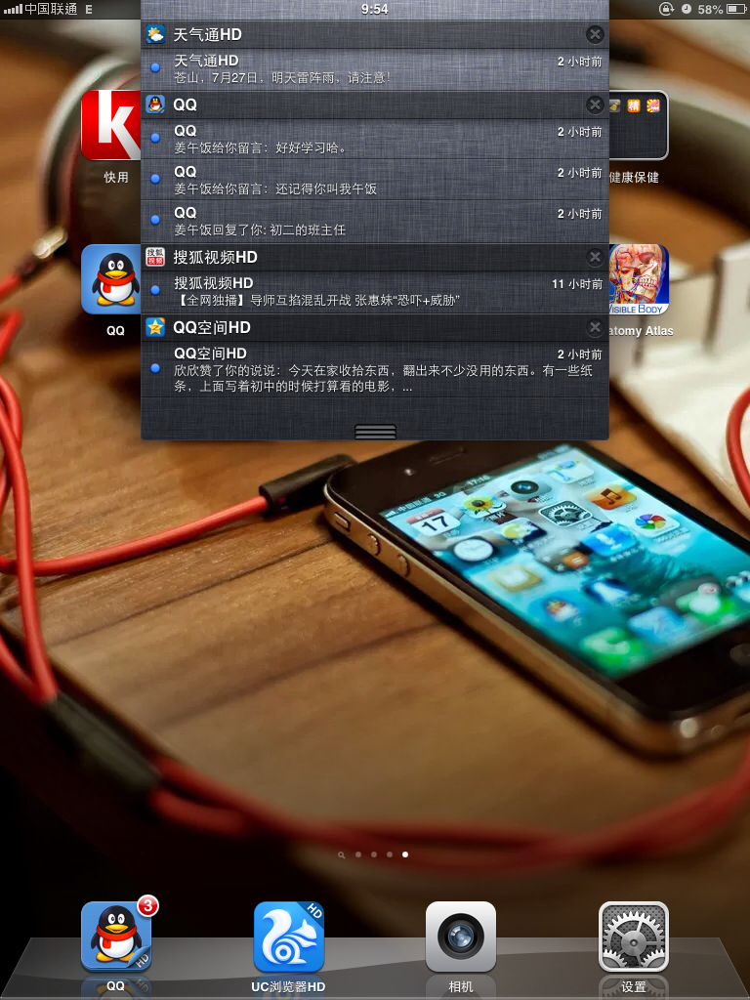 中国联通 E 9:54 58%
天气通HD
天气通HD 2 小时前
苍山，7月27日，明天雷阵雨，请注意！
QQ
QQ 2 小时前
姜午饭给你留言：好好学习哈。
QQ 2 小时前
姜午饭给你留言：还记得你叫我午饭
QQ 2 小时前
姜午饭回复了你: 初二的班主任
搜狐视频
搜狐视频HD
搜狐视频HD 11 小时前
【全网独播】导师互掐混乱开战 张惠妹“恐吓+威胁”
QQ空间HD
QQ空间HD 2 小时前
欣欣赞了你的说说：今天在家收拾东西，翻出来不少没用的东西。有一些纸
条，上面写着初中的时候打算看的电影，...
k
精
快用
健康保健
VISIBLE BODY
QQ
atomy Atlas
中国联通 3G 17:16
17
3
HD
HD
QQ
UC浏览器HD
相机
设置